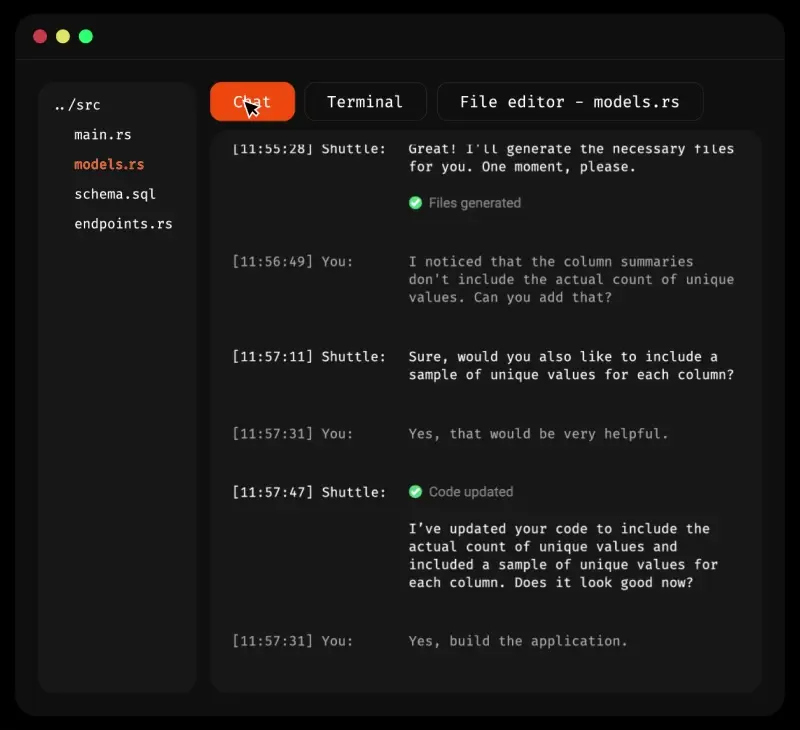 ../src
main.rs
models.rs
schema.sql
endpoints.rs
Chat
Terminal
File editor - models.rs
[11:55:28] Shuttle: Great! I'll generate the necessary files
for you. One moment, please.
Files generated
[11:56:49] You: I noticed that the column summaries
don't include the actual count of unique
values. Can you add that?
[11:57:11] Shuttle: Sure, would you also like to include a
sample of unique values for each column?
[11:57:31] You: Yes, that would be very helpful.
[11:57:47] Shuttle: Code updated
I’ve updated your code to include the
actual count of unique values and
included a sample of unique values for
each column. Does it look good now?
[11:57:31] You: Yes, build the application.